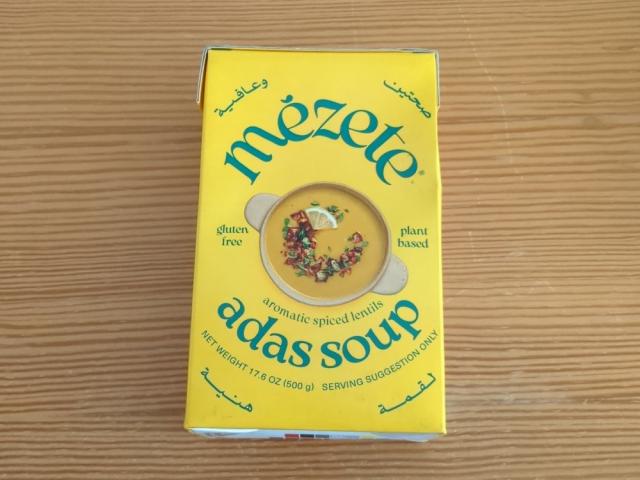 صحتين
وعافية
mézete®
gluten
free
plant
based
aromatic spiced lentils
adas soup
NET WEIGHT 17.6 OZ (500 g) SERVING SUGGESTION ONLY
لقمة
هنية